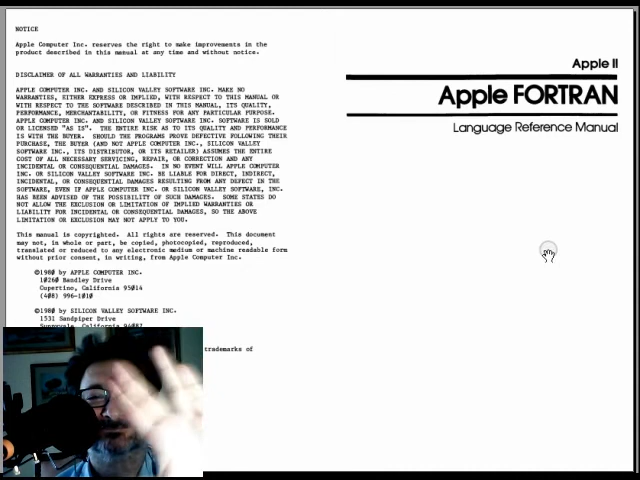 NOTICE
Apple Computer Inc. reserves the right to make improvements in the
product described in this manual at any time and without notice.
DISCLAIMER OF ALL WARRANTIES AND LIABILITY
APPLE COMPUTER INC. AND SILICON VALLEY SOFTWARE INC. MAKE NO
WARRANTIES, EITHER EXPRESS OR IMPLIED, WITH RESPECT TO THIS MANUAL OR
WITH RESPECT TO THE SOFTWARE DESCRIBED IN THIS MANUAL, ITS QUALITY,
PERFORMANCE, MERCHANTABILITY, OR FITNESS FOR ANY PARTICULAR PURPOSE.
APPLE COMPUTER INC. AND SILICON VALLEY SOFTWARE INC. SOFTWARE IS SOLD
OR LICENSED "AS IS". THE ENTIRE RISK AS TO ITS QUALITY AND PERFORMANCE
IS WITH THE BUYER. SHOULD THE PROGRAMS PROVE DEFECTIVE FOLLOWING THEIR
PURCHASE, THE BUYER (AND NOT APPLE COMPUTER INC., SILICON VALLEY
SOFTWARE INC., ITS DISTRIBUTOR, OR ITS RETAILER) ASSUMES THE ENTIRE
COST OF ALL NECESSARY SERVICING, REPAIR, OR CORRECTION AND ANY
INCIDENTAL OR CONSEQUENTIAL DAMAGES. IN NO EVENT WILL APPLE COMPUTER
INC. OR SILICON VALLEY SOFTWARE INC. BE LIABLE FOR DIRECT, INDIRECT,
INCIDENTAL, OR CONSEQUENTIAL DAMAGES RESULTING FROM ANY DEFECT IN THE
SOFTWARE, EVEN IF APPLE COMPUTER INC. OR SILICON VALLEY SOFTWARE, INC.
HAS BEEN ADVISED OF THE POSSIBILITY OF SUCH DAMAGES. SOME STATES DO
NOT ALLOW THE EXCLUSION OR LIMITATION OF IMPLIED WARRANTIES OR
LIABILITY FOR INCIDENTAL OR CONSEQUENTIAL DAMAGES, SO THE ABOVE
LIMITATION OR EXCLUSION MAY NOT APPLY TO YOU.
This manual is copyrighted. All rights are reserved. This document
may not, in whole or part, be copied, photocopied, reproduced,
translated or reduced to any electronic medium or machine readable form
without prior consent, in writing, from Apple Computer Inc.
©1980 by APPLE COMPUTER INC.
10260 Bandley Drive
Cupertino, California 95014
(408) 996-1010
©1980 by SILICON VALLEY SOFTWARE INC.
1531 Sandpiper Drive
Sunnyvale, California 94087
trademarks of
Apple II
Apple FORTRAN
Language Reference Manual